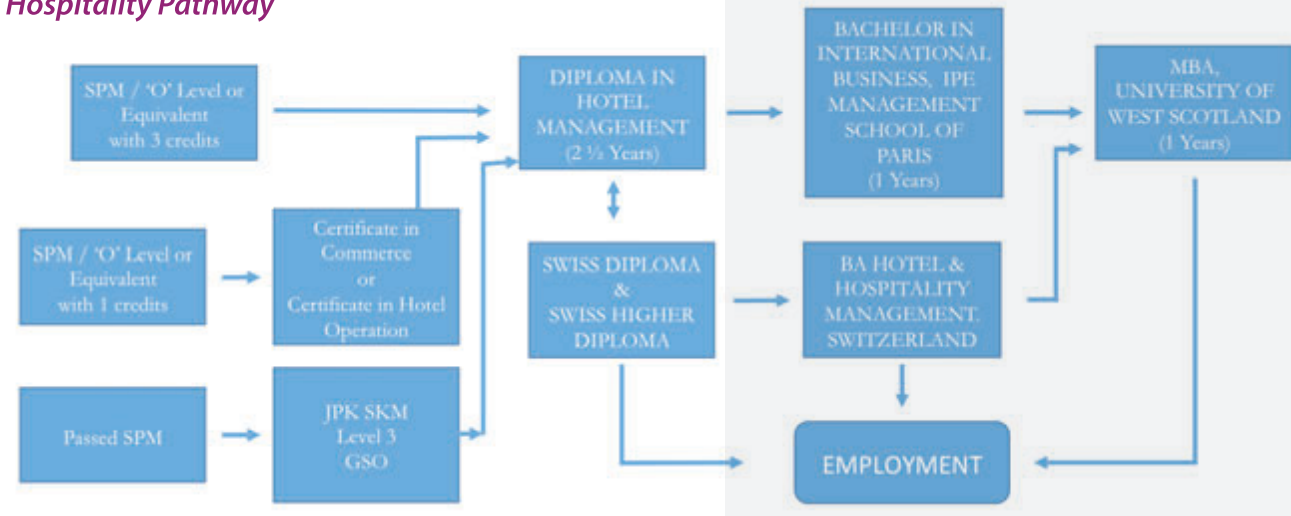 Hospitality Pathway
SPM / ‘O’ Level or
Equivalent
with 3 credits
DIPLOMA IN
HOTEL
MANAGEMENT
(2 ½ Years)
BACHELOR IN
INTERNATIONAL
BUSINESS, IPE
MANAGEMENT
SCHOOL OF
PARIS
(1 Years)
MBA,
UNIVERSITY OF
WEST SCOTLAND
(1 Years)
SPM / ‘O’ Level or
Equivalent
with 1 credits
Certificate in
Commerce
or
Certificate in Hotel
Operation
SWISS DIPLOMA
&
SWISS HIGHER
DIPLOMA
BA HOTEL &
HOSPITALITY
MANAGEMENT.
SWITZERLAND
Passed SPM
JPK SKM
Level 3
GSO
EMPLOYMENT